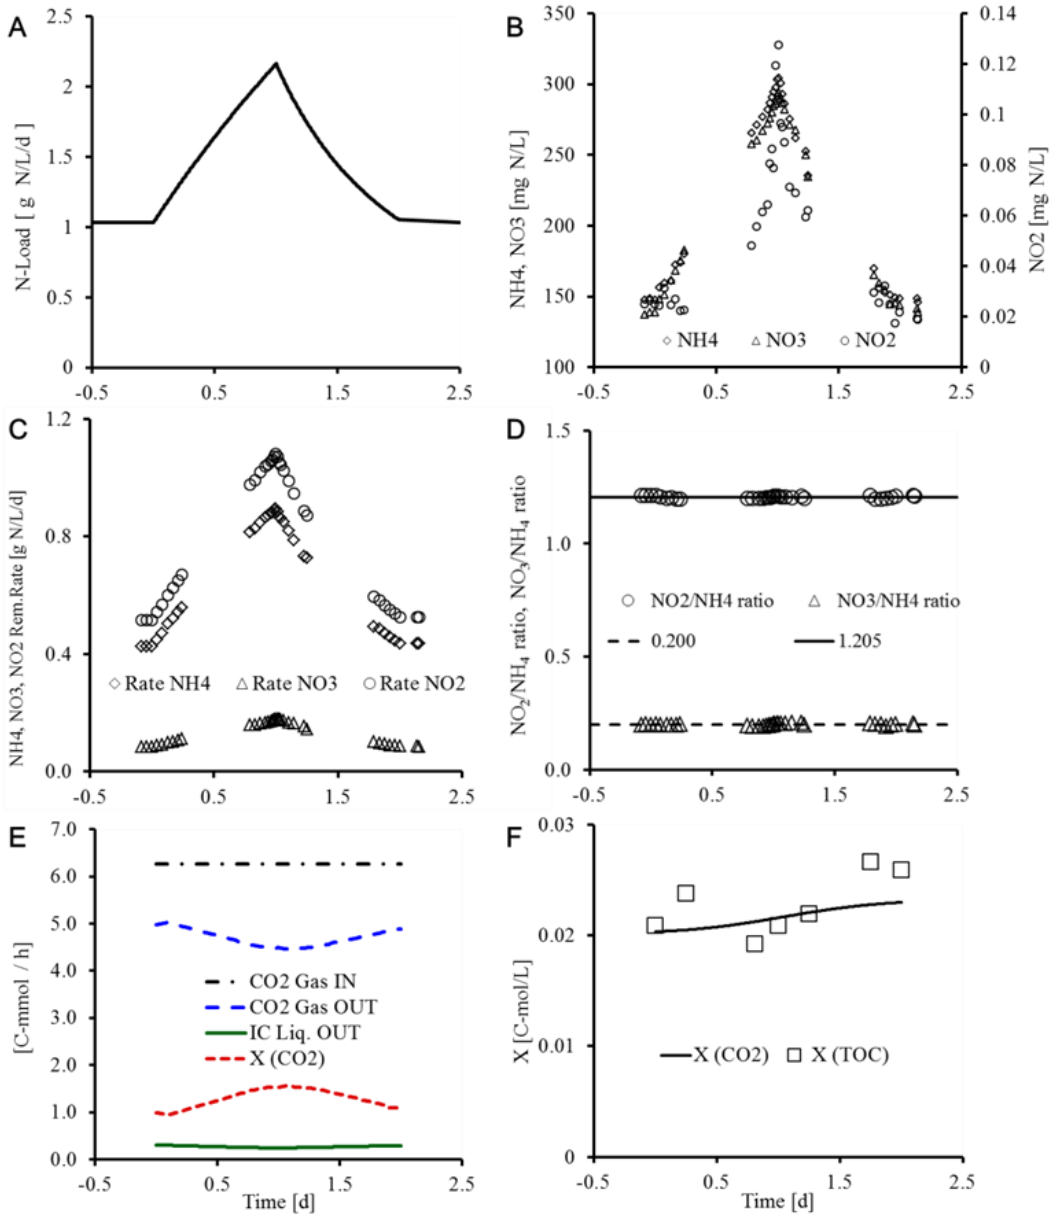 A
2.5
2
1.5
1
0.5
0
-0.5 0.5 1.5 2.5
N-Load [ g N/L/d ]
B
350
300
250
200
150
100
0.14
0.12
0.1
0.08
0.06
0.04
0.02
0
-0.5 0.5 1.5 2.5
NH4, NO3 [mg N/L]
NO2 [mg N/L]
NH4 NO3 NO2
C
1.2
0.8
0.4
0.0
-0.5 0.5 1.5 2.5
NH4, NO3, NO2 Rem.Rate [g N/L/d]
Rate NH4 Rate NO3 Rate NO2
D
1.5
1.2
0.9
0.6
0.3
0.0
-0.5 0.5 1.5 2.5
NO2/NH4 ratio, NO3/NH4 ratio
NO2/NH4 ratio NO3/NH4 ratio
0.200 1.205
E
7.0
6.0
5.0
4.0
3.0
2.0
1.0
0.0
-0.5 0.5 1.5 2.5
[C-mmol / h]
CO2 Gas IN
CO2 Gas OUT
IC Liq. OUT
X (CO2)
Time [d]
F
0.03
0.02
0.01
0
-0.5 0.5 1.5 2.5
X [C-mol/L]
X (CO2) X (TOC)
Time [d]